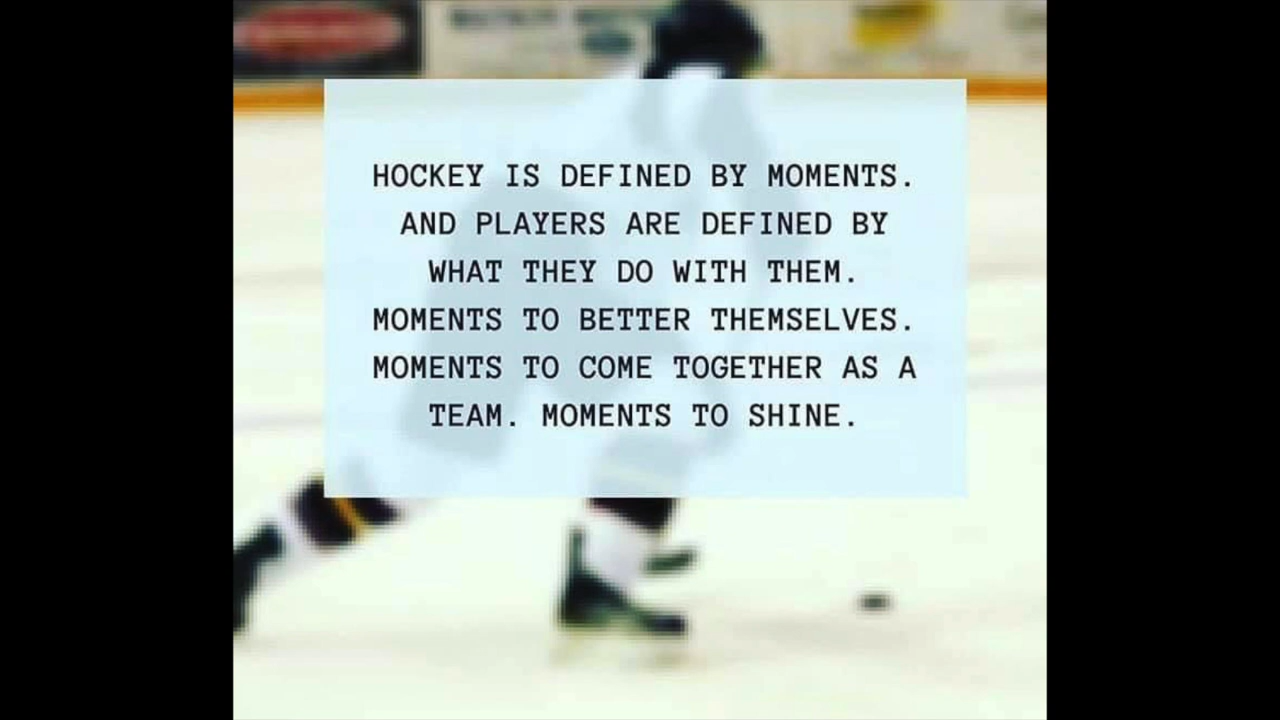 HOCKEY IS DEFINED BY MOMENTS.
AND PLAYERS ARE DEFINED BY
WHAT THEY DO WITH THEM.
MOMENTS TO BETTER THEMSELVES.
MOMENTS TO COME TOGETHER AS A
TEAM. MOMENTS TO SHINE.